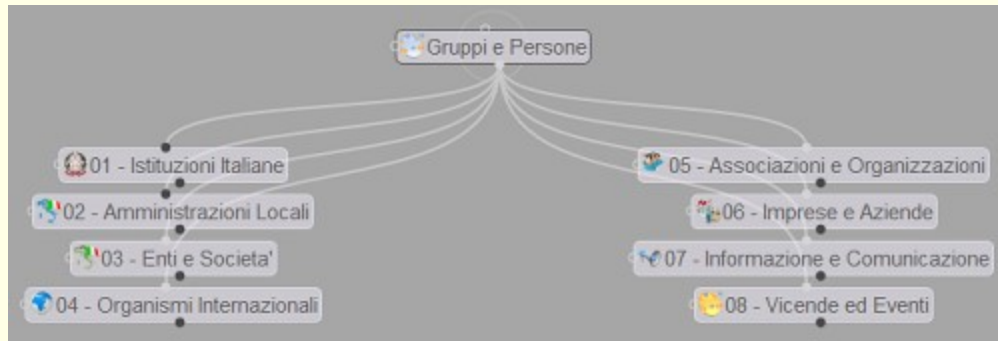 Gruppi e Persone
01 - Istituzioni Italiane
02 - Amministrazioni Locali
03 - Enti e Societa'
04 - Organismi Internazionali
05 - Associazioni e Organizzazioni
06 - Imprese e Aziende
07 - Informazione e Comunicazione
08 - Vicende ed Eventi